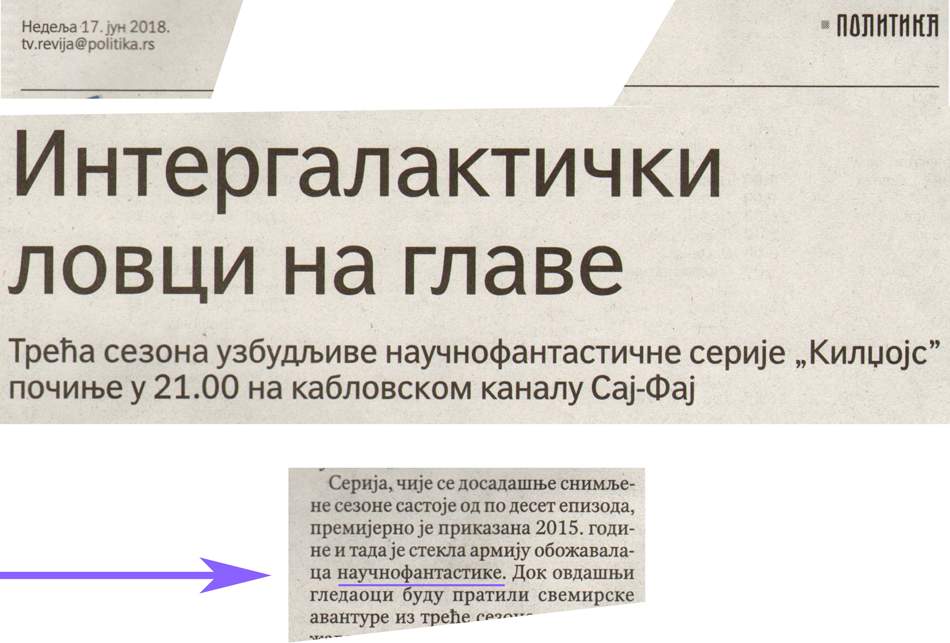 Недеља 17. јун 2018.
tv.revija@politika.rs
ПОЛИТИКА
Интергалактички
ловци на главе
Трећа сезона узбудљиве научнофантастичне серије „Килџојс”
почиње у 21.00 на кабловском каналу Сај-Фај
Серија, чије се досадашње снимље-
не сезоне састоје од по десет епизода,
премијерно је приказана 2015. годи-
не и тада је стекла армију обожавала-
ца научнофантастике. Док овдашњи
гледаоци буду пратили свемирске
авантуре из треће